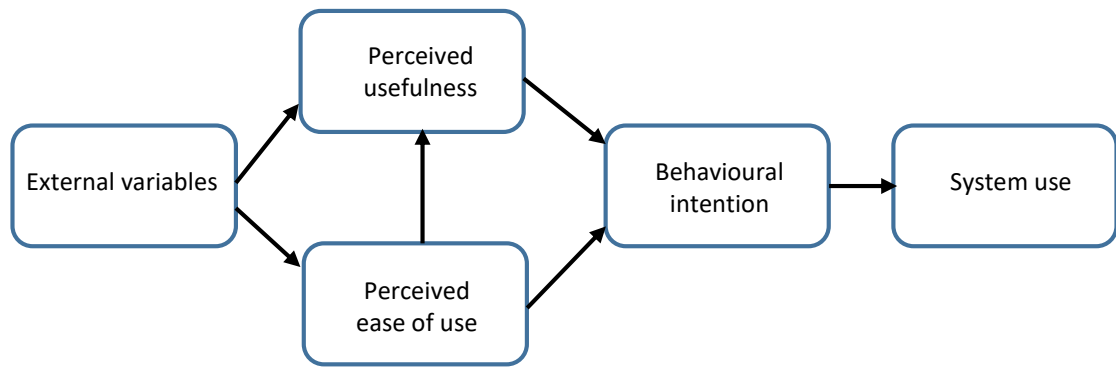 Perceived
usefulness
External variables
Behavioural
intention
System use
Perceived
ease of use